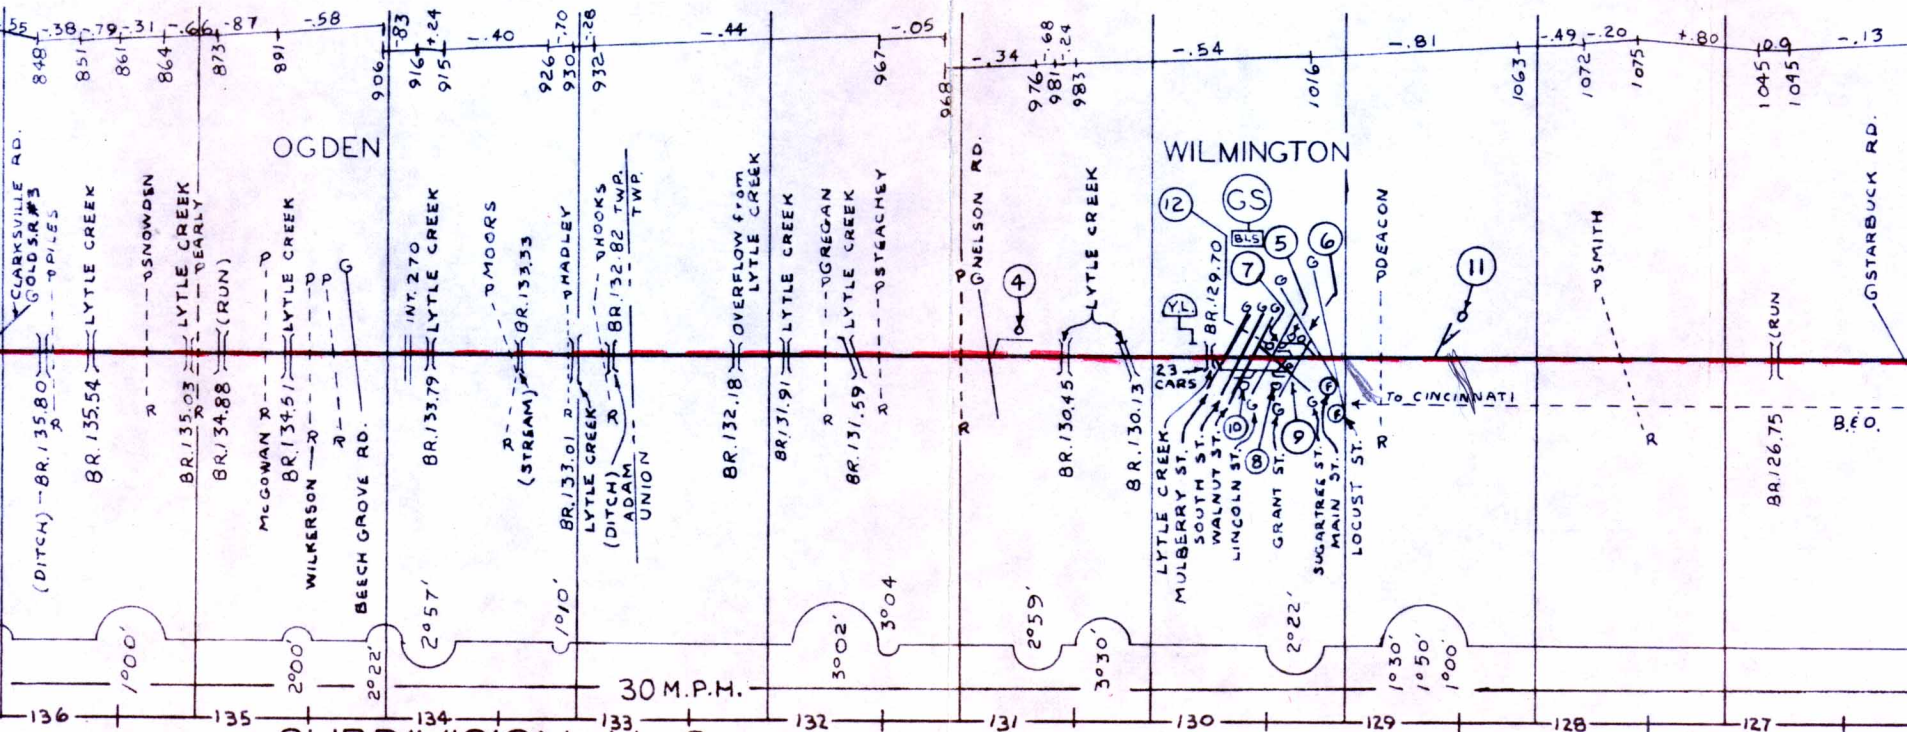 55 -.38 -.79 -.31 -.66 -.87 -.58 -.83 +.24 -.40 -.70 -.28 -.44 -.05 -.34 -.68 -.24 -.54 -.81 -.49 -.20 +.80 0.0 -.13
848 851 861 864 873 891 906 916 915 926 930 932 967 968 976 981 983 1016 1063 1072 1075 1045 1045
OGDEN
WILMINGTON
CLARKSVILLE RD.
GOLD S.R.#3
PILES
LYTLE CREEK
SNOWDEN
LYTLE CREEK
EARLY
(RUN)
LYTLE CREEK
INT. 270
LYTLE CREEK
MOORS
BR. 133.33
HADLEY
HOOKS
BR. 132.82
TWP.
TWP.
OVERFLOW from
LYTLE CREEK
LYTLE CREEK
GREGAN
LYTLE CREEK
STEACHEY
NELSON RD.
4
LYTLE CREEK
12
GS
BLS
5
6
7
YL
BR. 129.70
DEACON
11
SMITH
(RUN
STARBUCK RD.
23
CARS
TO CINCINNATI
B.&O.
(DITCH)--BR. 135.80
BR. 135.54
BR. 135.03
BR. 134.88
McGOWAN
BR. 134.51
WILKERSON
BEECH GROVE RD.
BR. 133.79
(STREAM)
BR. 133.01
LYTLE CREEK
(DITCH)
ADAM
UNION
BR. 132.18
BR. 131.91
BR. 131.59
BR. 130.45
BR. 130.13
LYTLE CREEK
MULBERRY ST.
SOUTH ST.
WALNUT ST.
LINCOLN ST.
10
8
GRANT ST.
9
SUGARTREE ST.
MAIN ST.
LOCUST ST.
BR. 126.75
1°00' 2°00' 2°22' 2°57' 1°10' 3°02' 3°04 2°59' 3°30' 2°22' 1°30' 1°50' 1°00'
30 M.P.H.
136 135 134 133 132 131 130 129 128 127